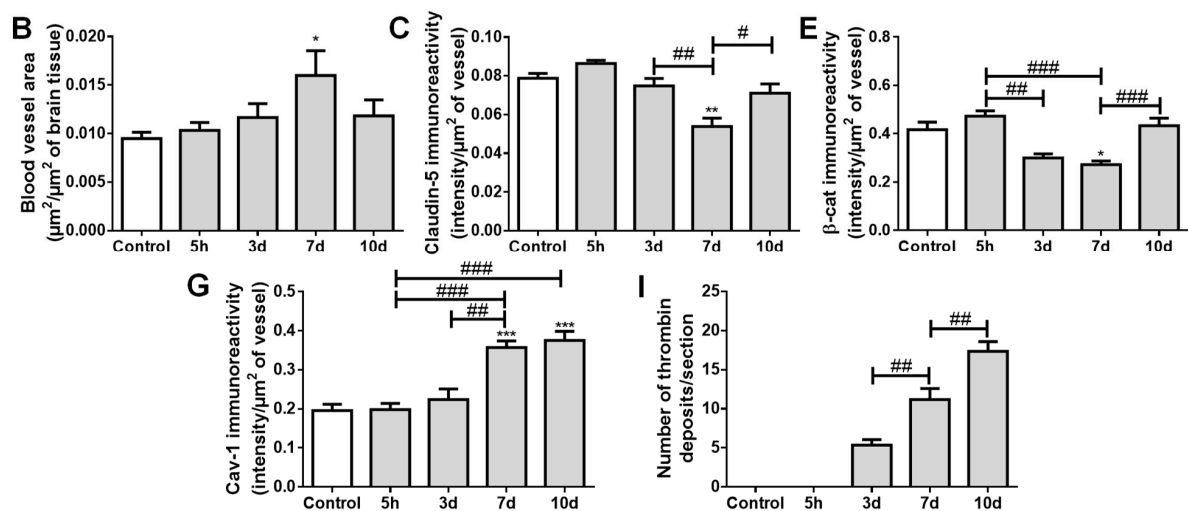 B
Blood vessel area
(µm² /µm² of brain tissue)
0.020
0.015
0.010
0.005
0.000
*
Control 5h 3d 7d 10d
C
Claudin-5 immunoreactivity
(intensity/µm² of vessel)
0.10
0.08
0.06
0.04
0.02
0.00
##
#
**
Control 5h 3d 7d 10d
E
β-cat immunoreactivity
(intensity/µm² of vessel)
0.8
0.6
0.4
0.2
0.0
###
##
###
*
Control 5h 3d 7d 10d
G
Cav-1 immunoreactivity
(intensity/µm² of vessel)
0.5
0.4
0.3
0.2
0.1
0.0
###
###
##
***
***
Control 5h 3d 7d 10d
I
Number of thrombin
deposits/section
25
20
15
10
5
0
##
##
Control 5h 3d 7d 10d